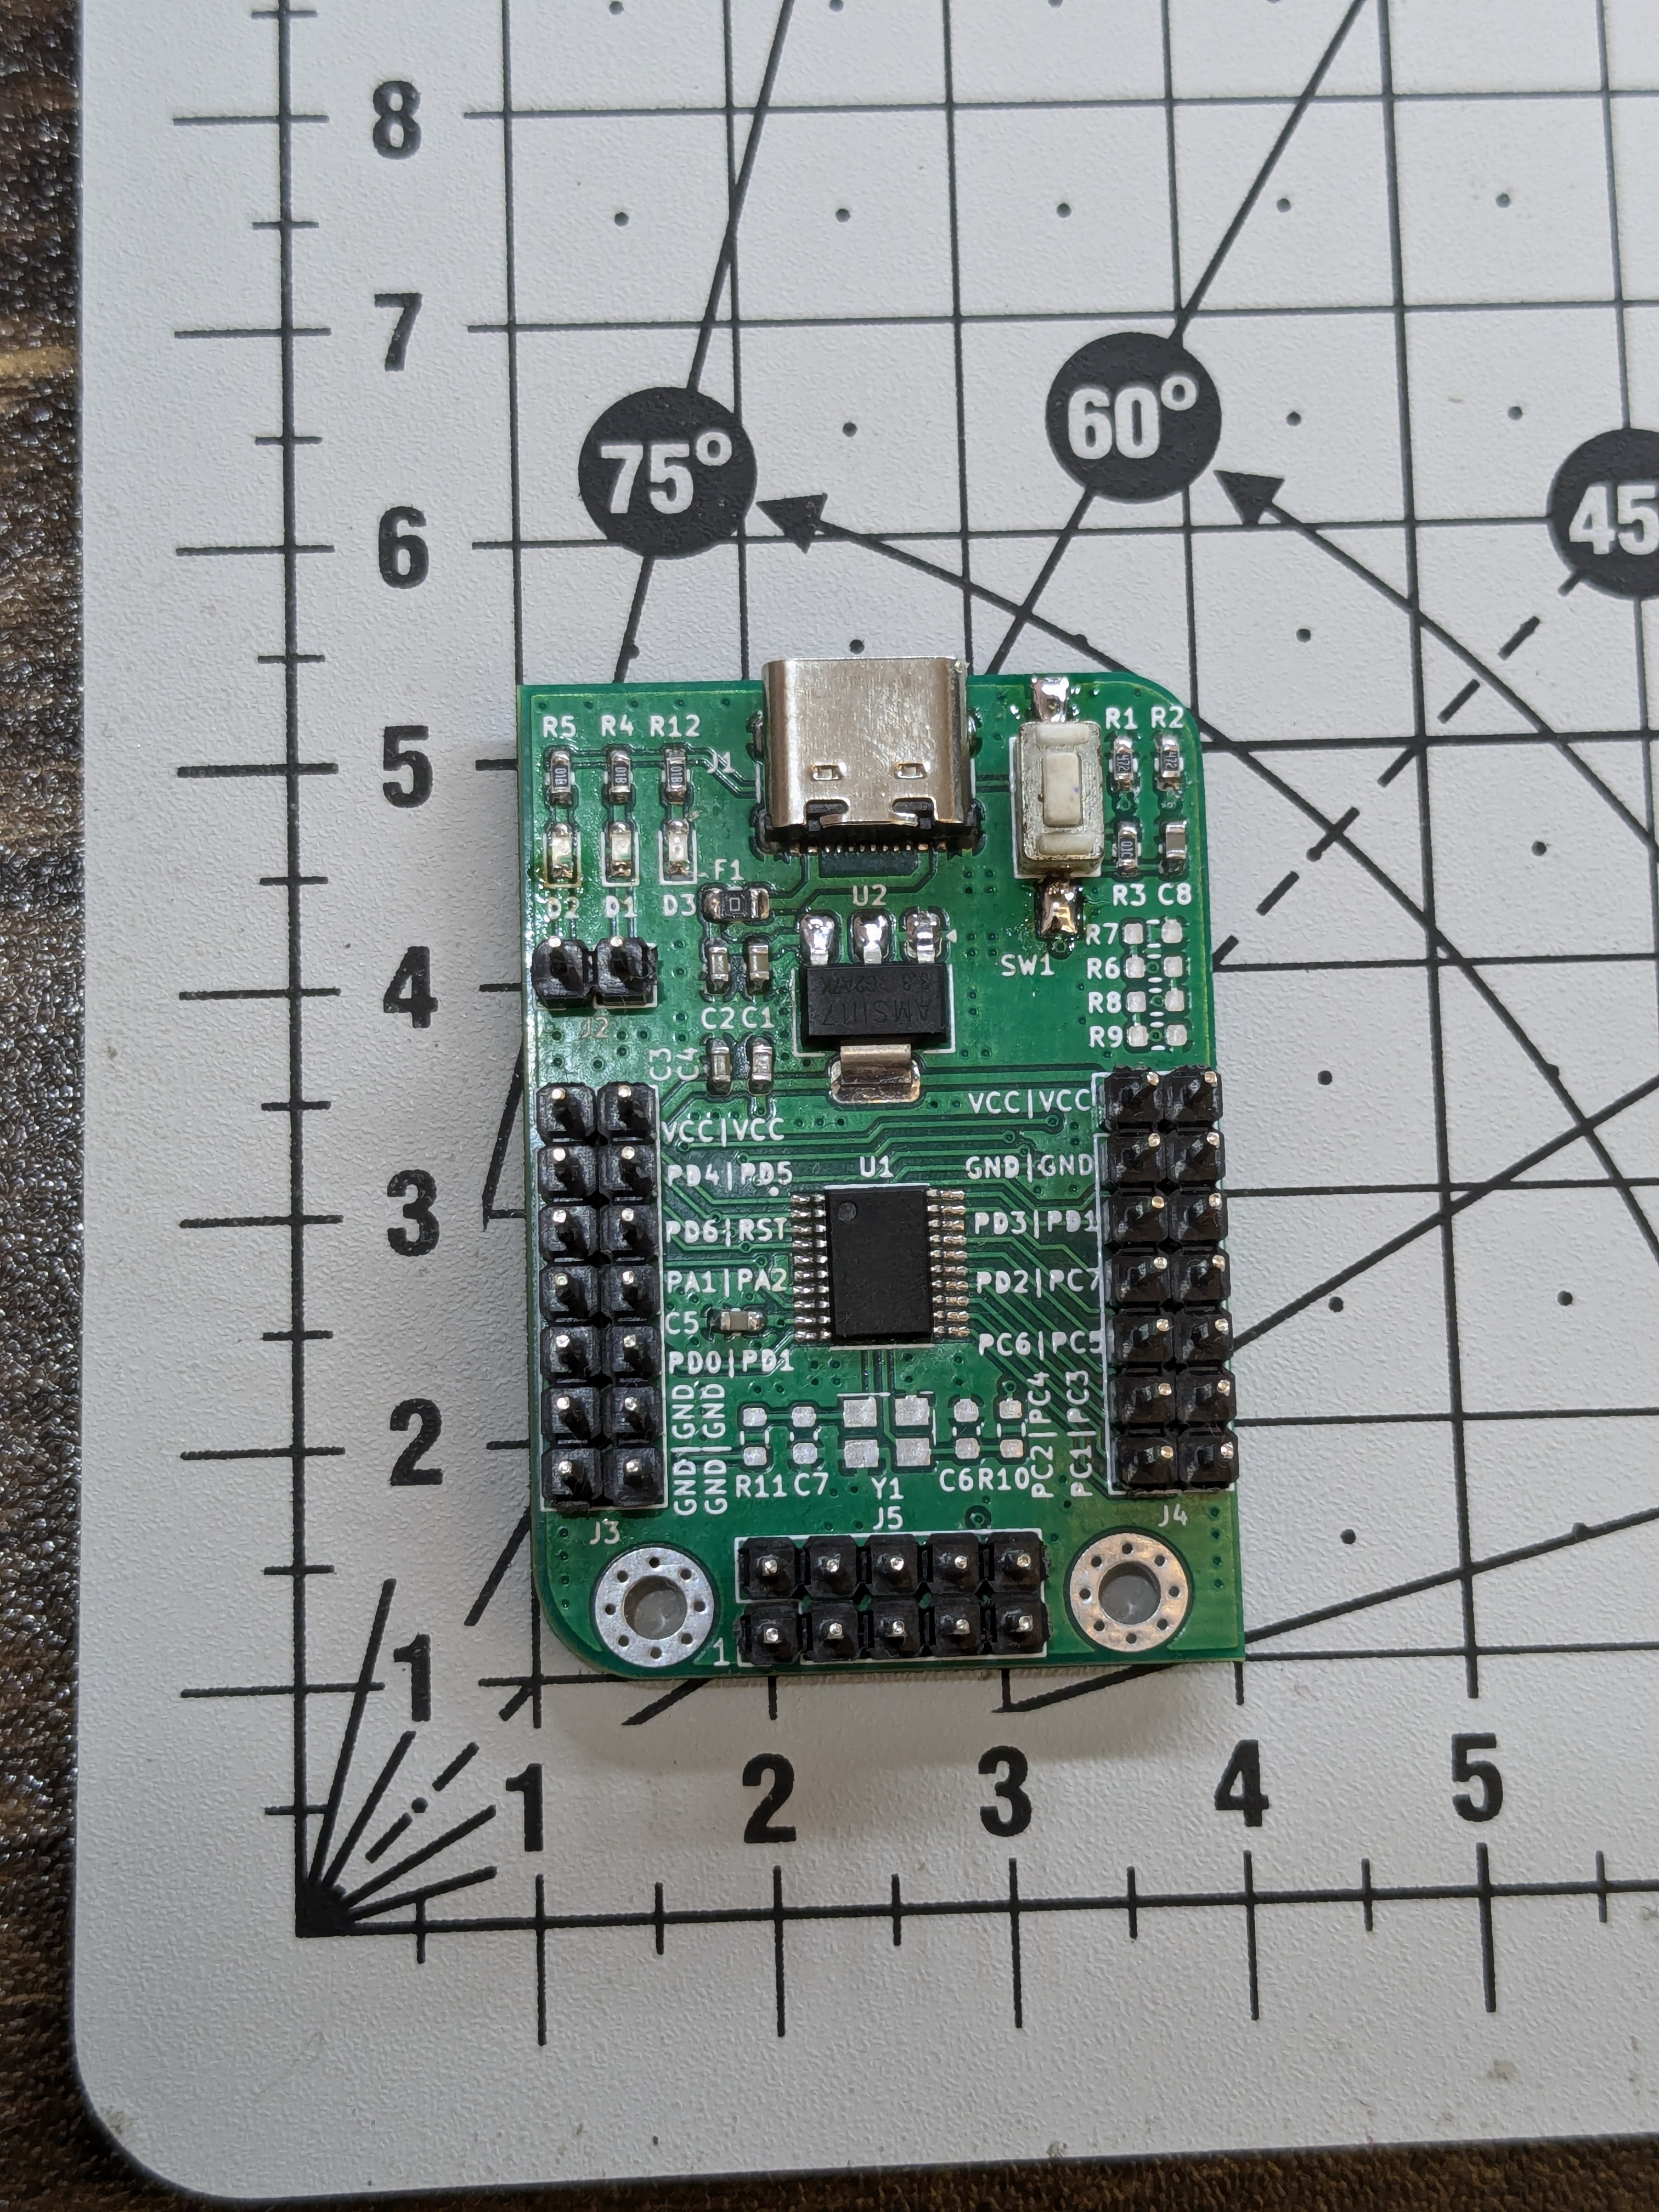 8
7
75°
60°
45
6
5
R5 R4 R12
J1
R1 R2
F1
D2 D1 D3
U2
R3 C8
R7
4
SW1
R6
AMS1117
3.3
J2
C2 C1
R8
R9
C3
C4
VCC|VCC
VCC|VCC
U1
GND|GND
PD4|PD5
3
PD3|PD1
PD6|RST
PA1|PA2
PD2|PC7
C5
PC6|PC5
PD0|PD1
2
GND|GND
GND|GND
PC2|PC4
PC1|PC3
R11 C7 Y1 C6 R10
J3
J5
J4
1
1
1
2
3
4
5